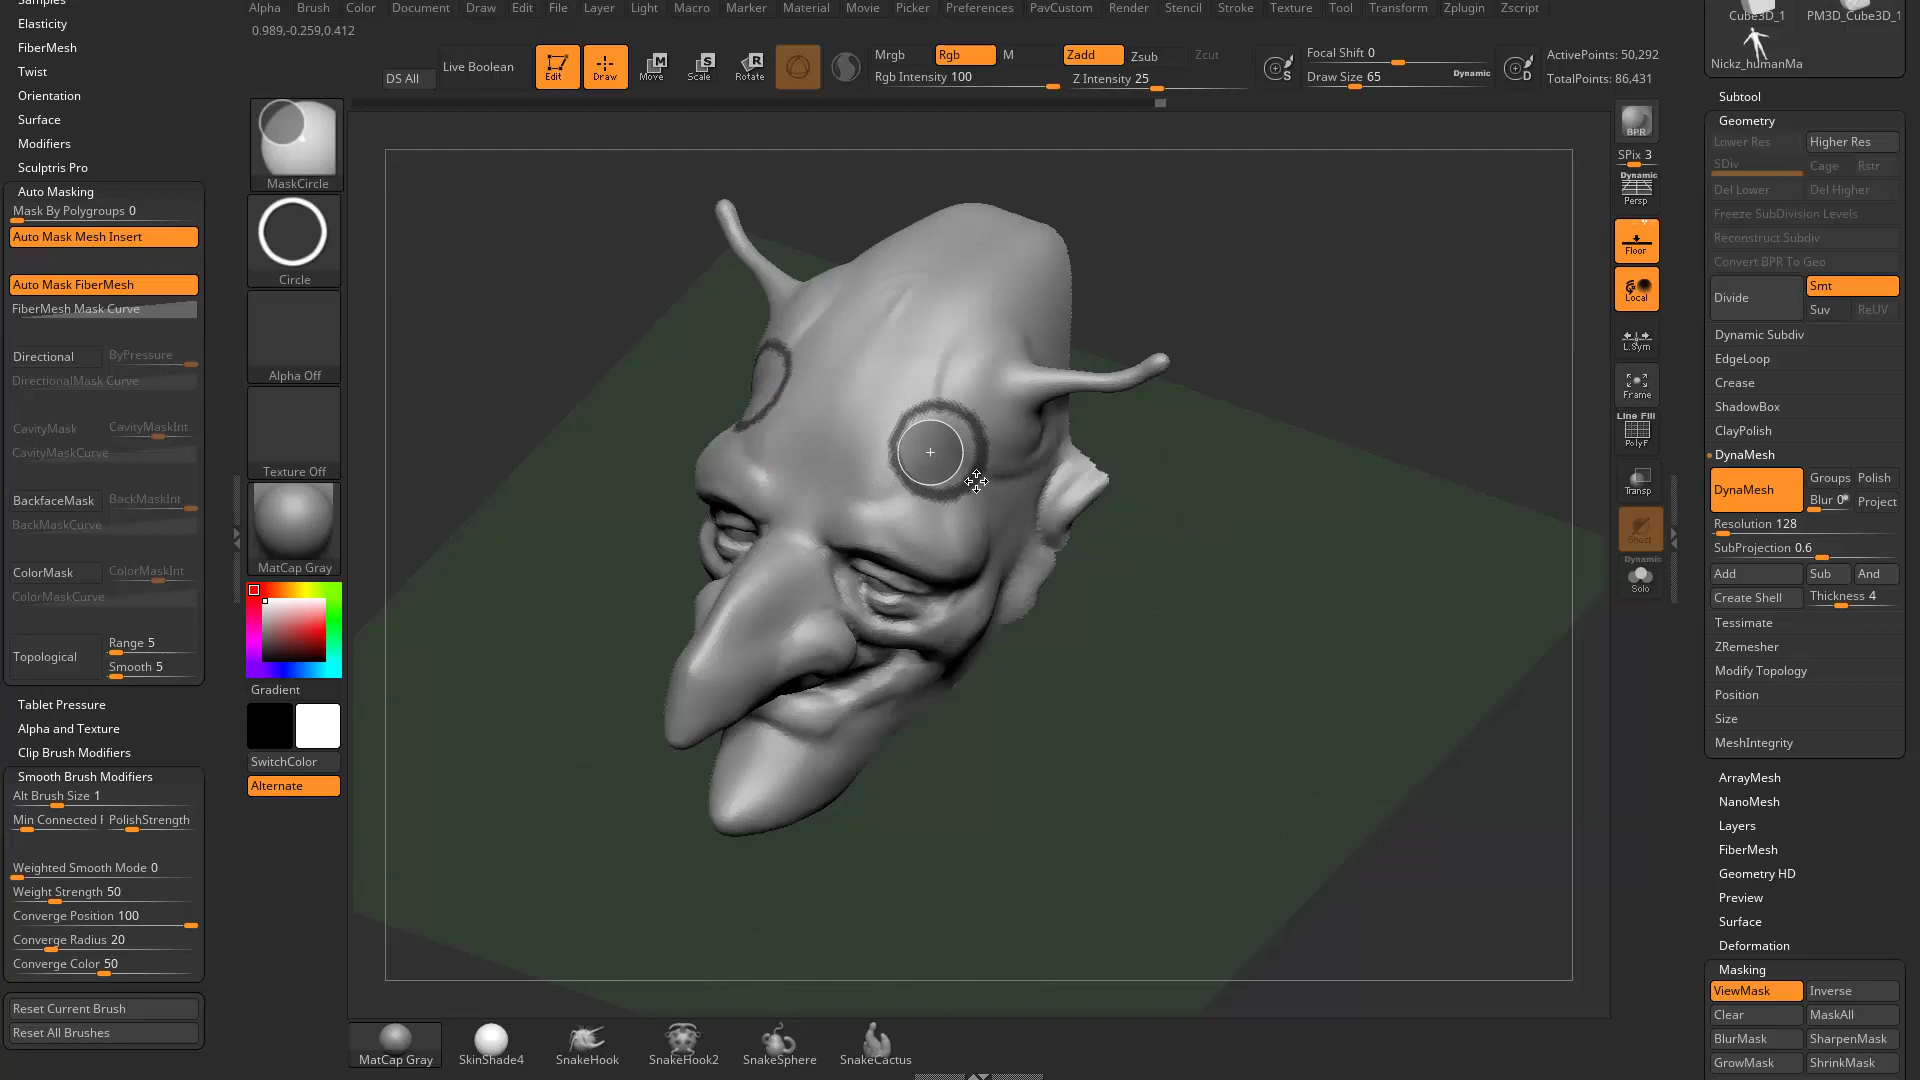 Alpha Brush Color Document Draw Edit File Layer Light Macro Marker Material Movie Picker Preferences PavCustom Render Stencil Stroke Texture Tool Transform Zplugin Zscript
0.989,-0.259,0.412
DS All
Live Boolean
Edit
Draw
Move
Scale
Rotate
Mrgb Rgb M
Rgb Intensity 100
Zadd Zsub Zcut
Z Intensity 25
S
Focal Shift 0
Draw Size 65
Dynamic
D
ActivePoints: 50,292
TotalPoints: 86,431
Samples
Elasticity
FiberMesh
Twist
Orientation
Surface
Modifiers
Sculptris Pro
Auto Masking
Mask By Polygroups 0
Auto Mask Mesh Insert
Auto Mask FiberMesh
FiberMesh Mask Curve
Directional ByPressure
DirectionalMask Curve
CavityMask CavityMaskInt
CavityMaskCurve
BackfaceMask BackMaskInt
BackMaskCurve
ColorMask ColorMaskInt
ColorMaskCurve
Topological
Range 5
Smooth 5
Tablet Pressure
Alpha and Texture
Clip Brush Modifiers
Smooth Brush Modifiers
Alt Brush Size 1
Min Connected PolishStrength
Weighted Smooth Mode 0
Weight Strength 50
Converge Position 100
Converge Radius 20
Converge Color 50
Reset Current Brush
Reset All Brushes
MaskCircle
Circle
Alpha Off
Texture Off
MatCap Gray
Gradient
SwitchColor
Alternate
MatCap Gray SkinShade4 SnakeHook SnakeHook2 SnakeSphere SnakeCactus
BPR
SPix 3
Dynamic
Persp
Floor
Local
L.Sym
Frame
Line Fill
PolyF
Transp
Ghost
Dynamic
Solo
Cube3D_1 PM3D_Cube3D_1
Nickz_humanMa
Subtool
Geometry
Lower Res Higher Res
SDiv Cage Rstr
Del Lower Del Higher
Freeze SubDivision Levels
Reconstruct Subdiv
Convert BPR To Geo
Divide
Smt
Suv ReUV
Dynamic Subdiv
EdgeLoop
Crease
ShadowBox
ClayPolish
DynaMesh
DynaMesh
Groups Polish
Blur 0 Project
Resolution 128
SubProjection 0.6
Add Sub And
Create Shell Thickness 4
Tessimate
ZRemesher
Modify Topology
Position
Size
MeshIntegrity
ArrayMesh
NanoMesh
Layers
FiberMesh
Geometry HD
Preview
Surface
Deformation
Masking
ViewMask Inverse
Clear MaskAll
BlurMask SharpenMask
GrowMask ShrinkMask